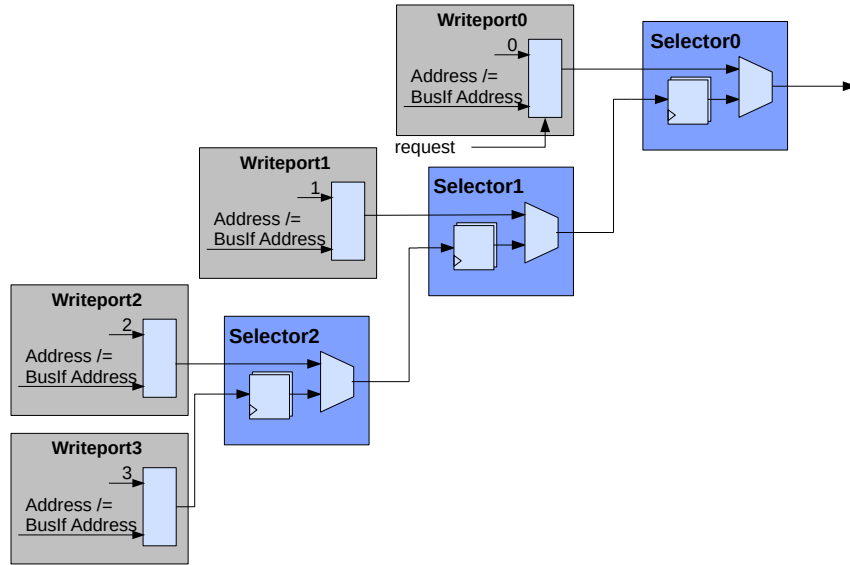 Writeport0
0
Address /=
BusIf Address
request
Selector0
Writeport1
1
Address /=
BusIf Address
Selector1
Writeport2
2
Address /=
BusIf Address
Selector2
Writeport3
3
Address /=
BusIf Address